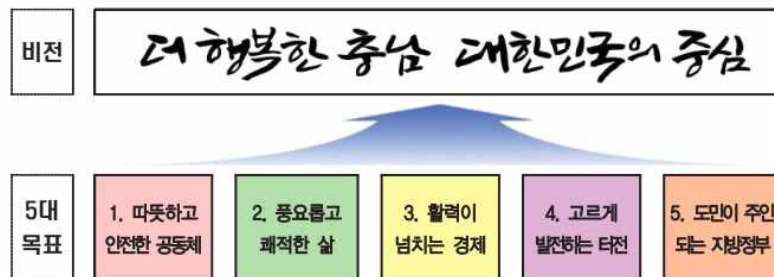 비전
더 행복한 충남 대한민국의 중심
5대
목표
1. 따뜻하고
안전한 공동체
2. 풍요롭고
쾌적한 삶
3. 활력이
넘치는 경제
4. 고르게
발전하는 터전
5. 도민이 주인
되는 지방정부